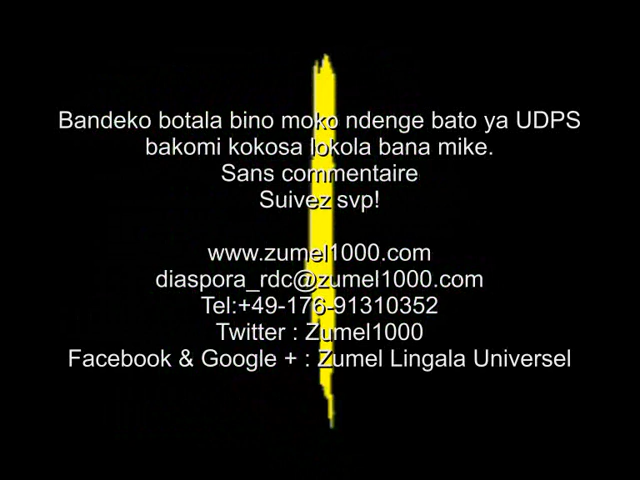 Bandeko botala bino moko ndenge bato ya UDPS
bakomi kokosa lokola bana mike.
Sans commentaire
Suivez svp!
www.zumel1000.com
diaspora_rdc@zumel1000.com
Tel:+49-176-91310352
Twitter : Zumel1000
Facebook & Google + : Zumel Lingala Universel